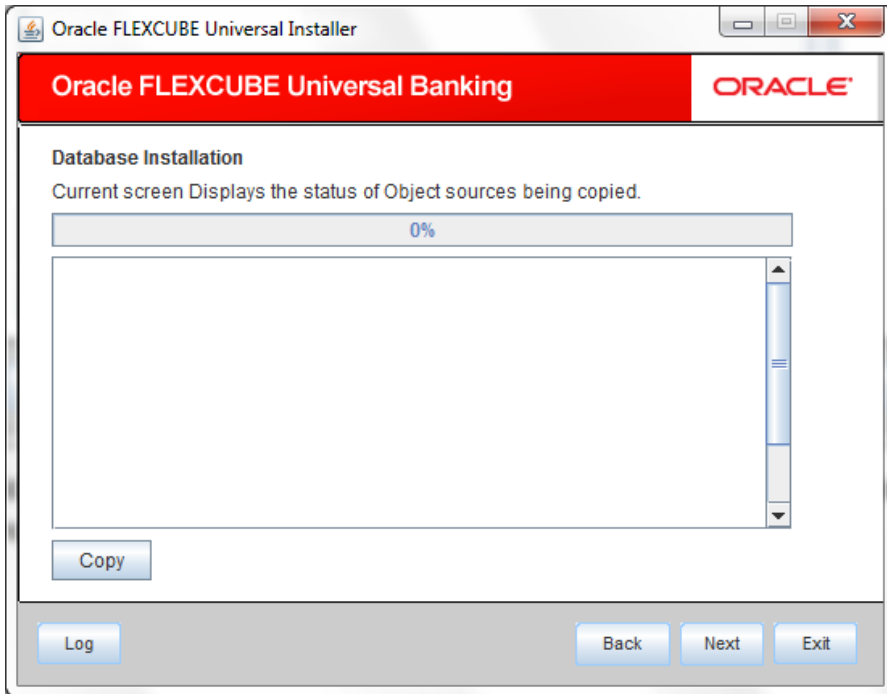 Oracle FLEXCUBE Universal Installer
Oracle FLEXCUBE Universal Banking
ORACLE
Database Installation
Current screen Displays the status of Object sources being copied.
0%
Copy
Log Back Next Exit